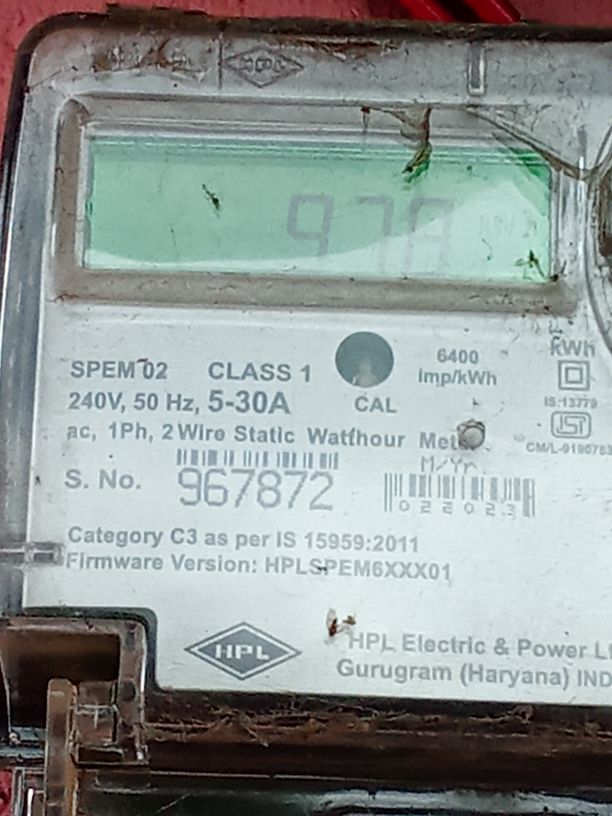 978
kWh
SPEM 02 CLASS 1
6400
imp/kWh
240V, 50 Hz, 5-30A
CAL
IS:13779
ac, 1Ph, 2 Wire Static Watthour
CM/L-9190783
M/Yr.
S. No. 967872
022023
Category C3 as per IS 15959:2011
Firmware Version: HPLSPEM6XXX01
HPL
HPL Electric & Power
Gurugram (Haryana)